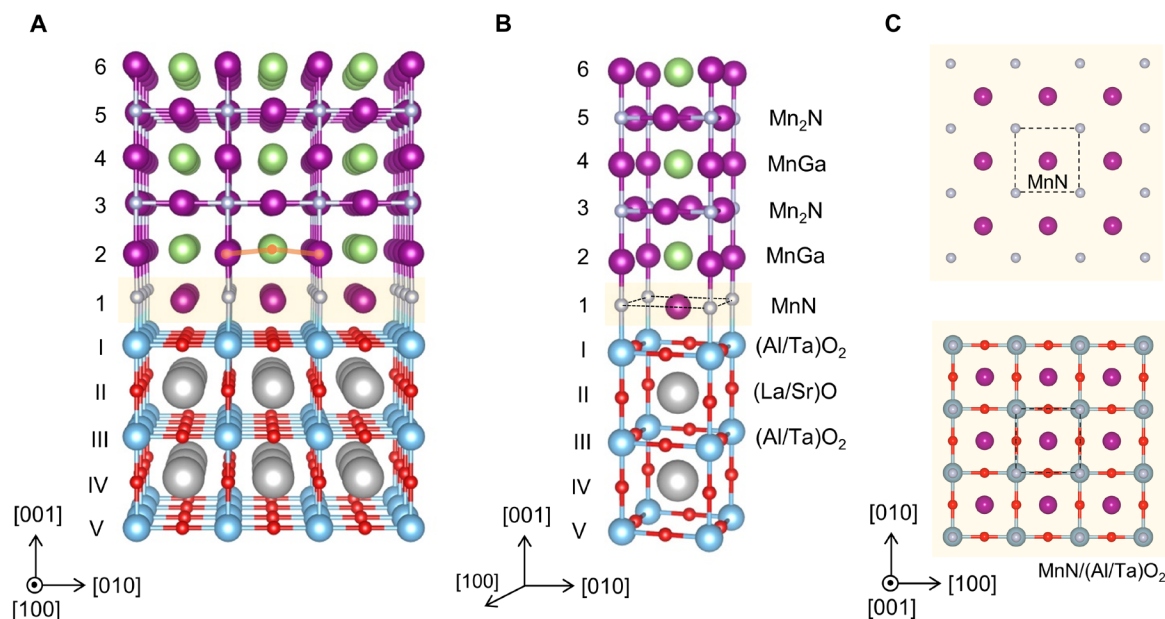 A
6
5
4
3
2
1
I
II
III
IV
V
[001]
[010]
[100]
B
6
5
4
3
2
1
I
II
III
IV
V
Mn₂N
MnGa
Mn₂N
MnGa
MnN
(Al/Ta)O₂
(La/Sr)O
(Al/Ta)O₂
[001]
[100]
[010]
C
MnN
[010]
[100]
[001]
MnN/(Al/Ta)O₂